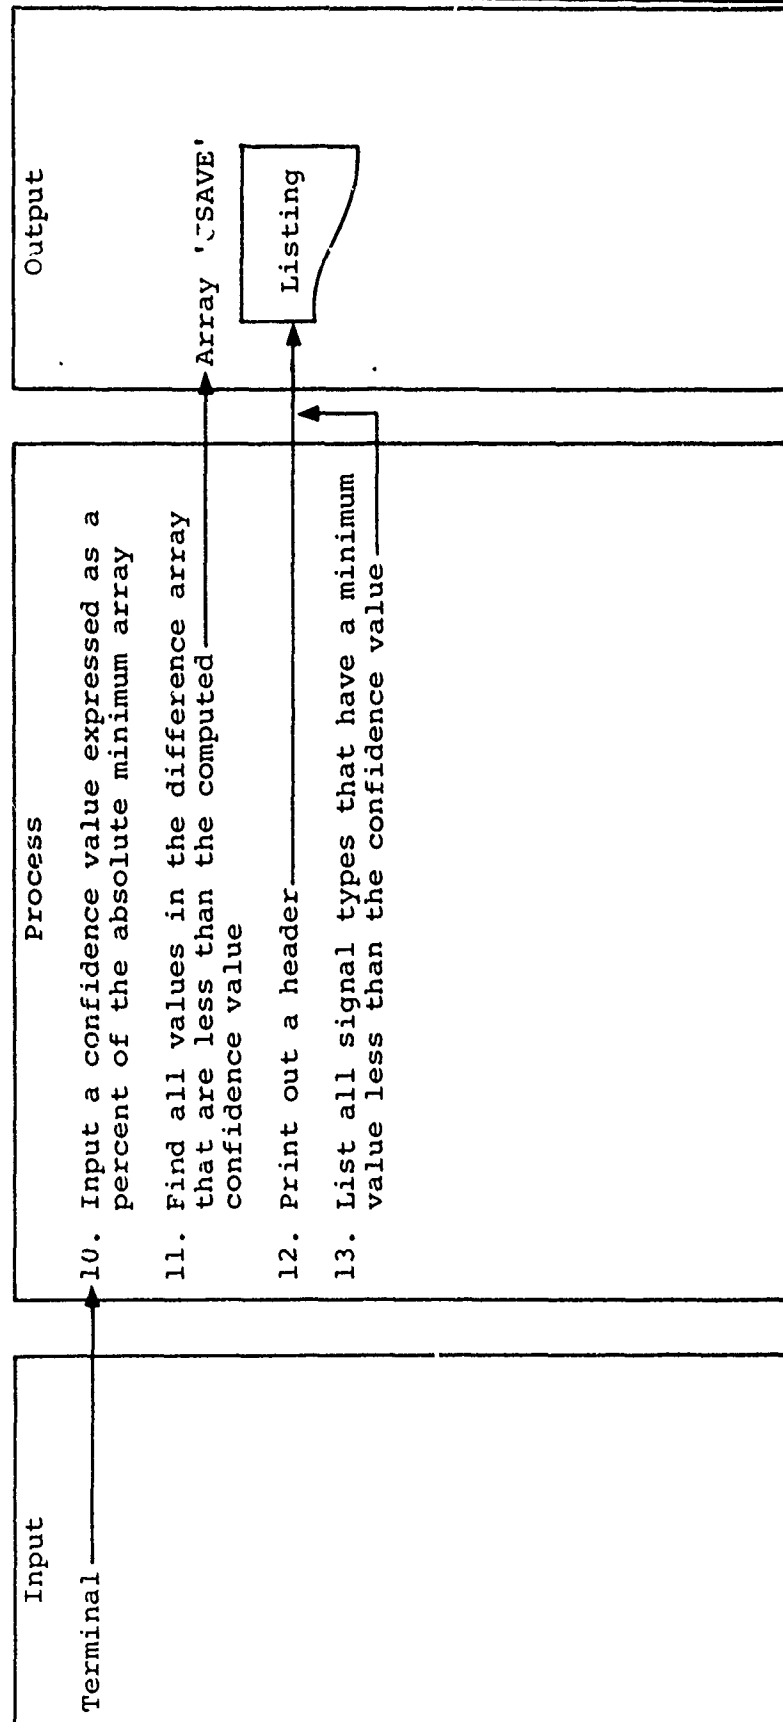 Input
Terminal
Process
10. Input a confidence value expressed as a
percent of the absolute minimum array
11. Find all values in the difference array
that are less than the computed
confidence value
12. Print out a header
13. List all signal types that have a minimum
value less than the confidence value
Output
Array
Listing